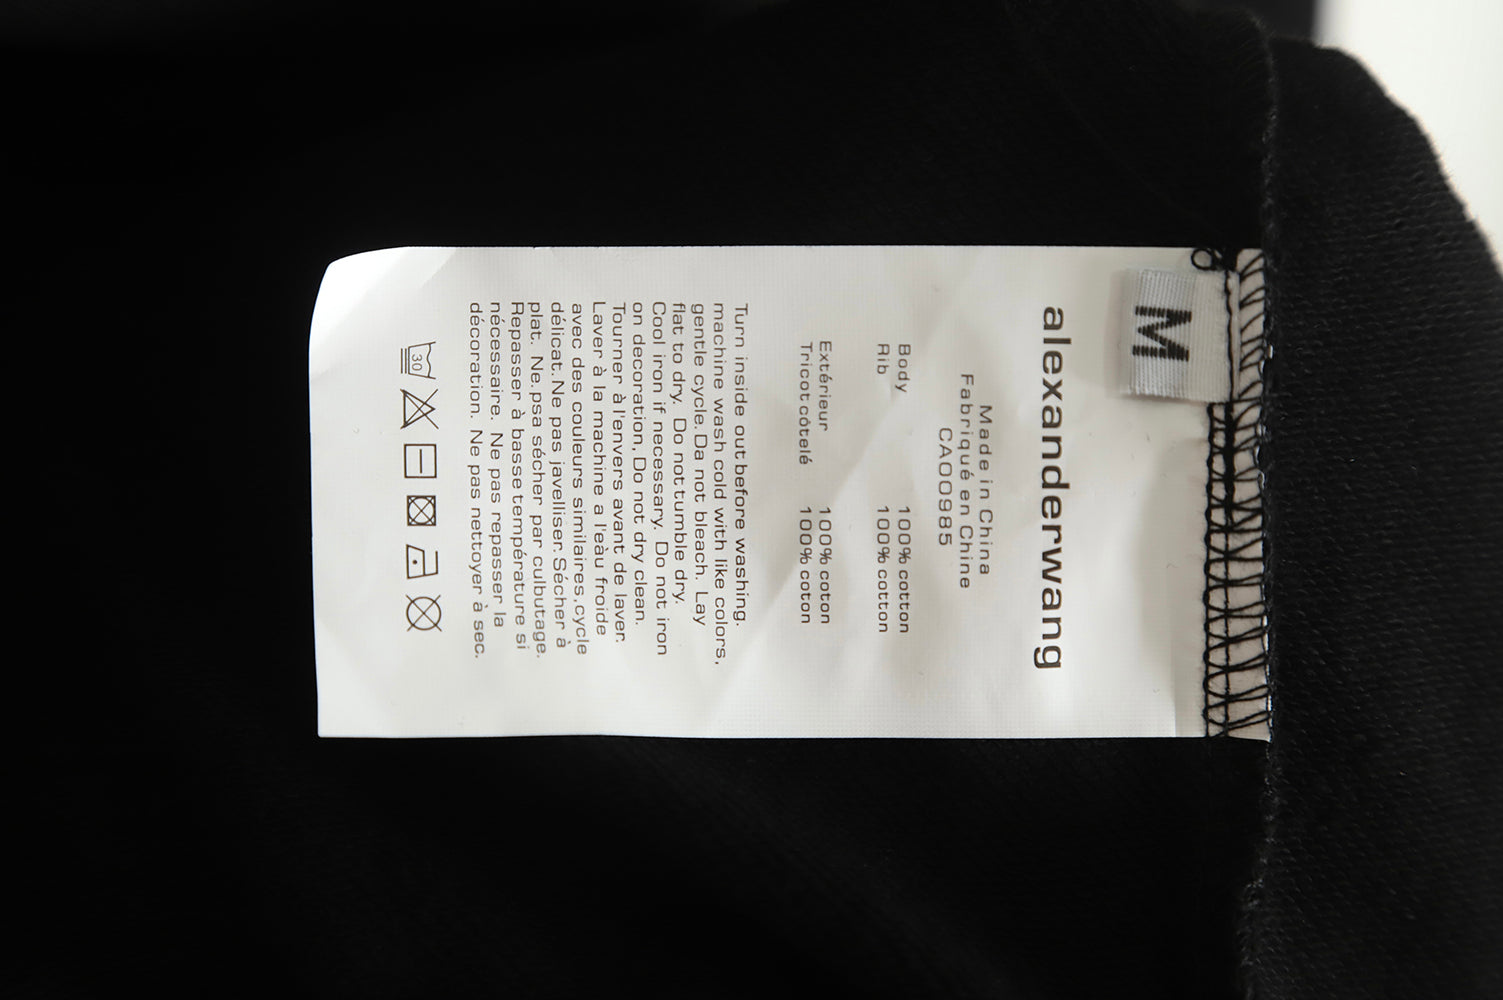 M
alexanderwang
Made in China
Fabriqué en Chine
CA00985
Body 100% cotton
Rib 100% cotton
Extérieur 100% coton
Tricot côtelé 100% coton
Turn inside out before washing.
machine wash cold with like colors,
gentle cycle. Da not bleach. Lay
flat to dry. Do not tumble dry.
Cool iron if necessary. Do not iron
on decoration. Do not dry clean.
Tourner à l'envers avant de laver.
Laver à la machine a l'eàu froide
avec des couleurs similaires,cycle
délicat. Ne pas javelliser. Sécher à
plat. Ne.psa sécher par culbutage.
Repasser à basse température si
nécessaire. Ne pas repasser la
décoration. Ne pas nettoyer à sec.
30